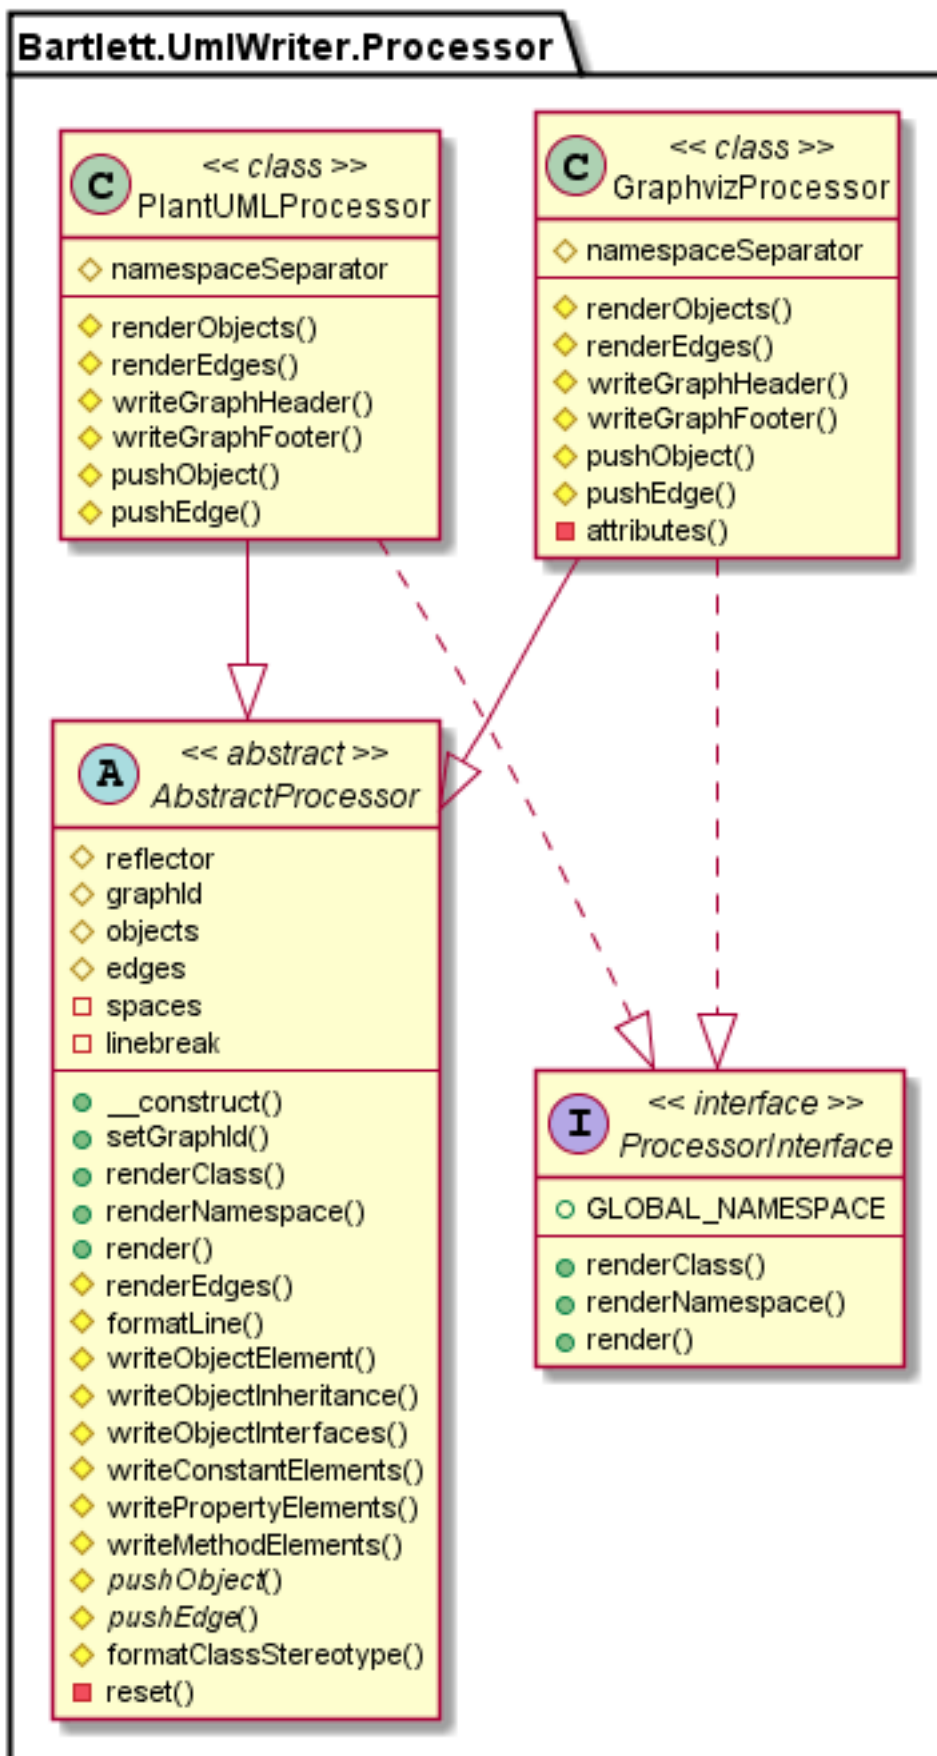 Bartlett.UmlWriter.Processor
C
<< class >>
PlantUMLProcessor
namespaceSeparator
renderObjects()
renderEdges()
writeGraphHeader()
writeGraphFooter()
pushObject()
pushEdge()
C
<< class >>
GraphvizProcessor
namespaceSeparator
renderObjects()
renderEdges()
writeGraphHeader()
writeGraphFooter()
pushObject()
pushEdge()
attributes()
A
<< abstract >>
AbstractProcessor
reflector
graphId
objects
edges
spaces
linebreak
__construct()
setGraphId()
renderClass()
renderNamespace()
render()
renderEdges()
formatLine()
writeObjectElement()
writeObjectInheritance()
writeObjectInterfaces()
writeConstantElements()
writePropertyElements()
writeMethodElements()
pushObject()
pushEdge()
formatClassStereotype()
reset()
I
<< interface >>
ProcessorInterface
GLOBAL_NAMESPACE
renderClass()
renderNamespace()
render()